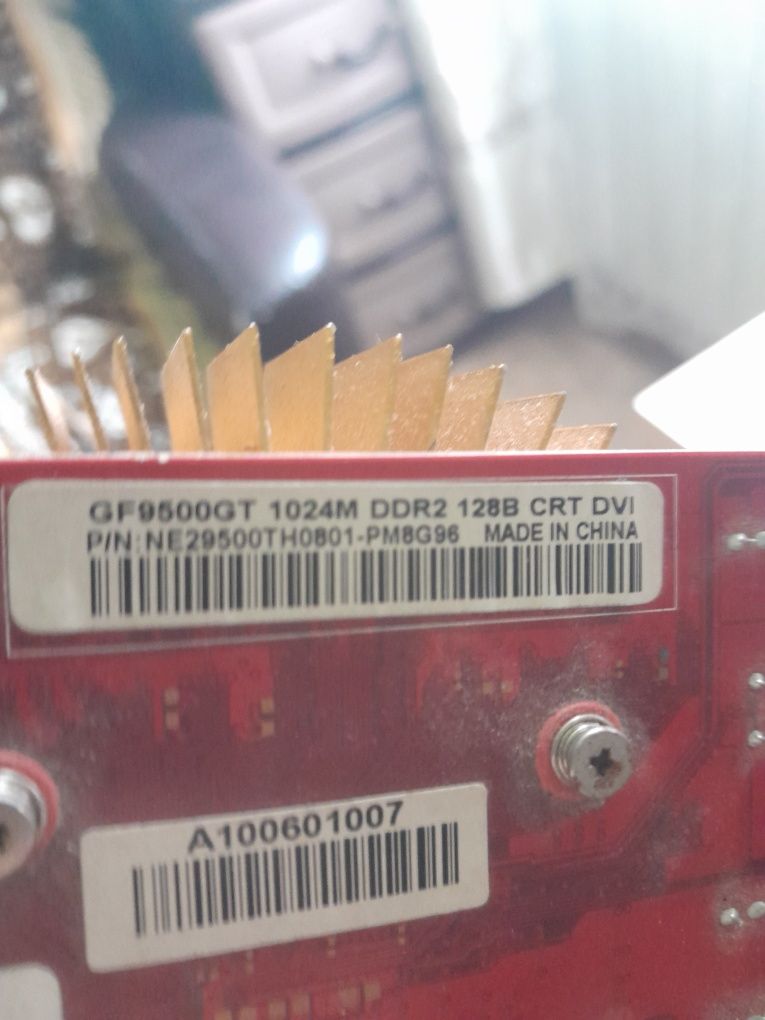 GF9500GT 1024M DDR2 128B CRT DVI
P/N:NE29500TH0801-PM8G96 MADE IN CHINA
A100601007